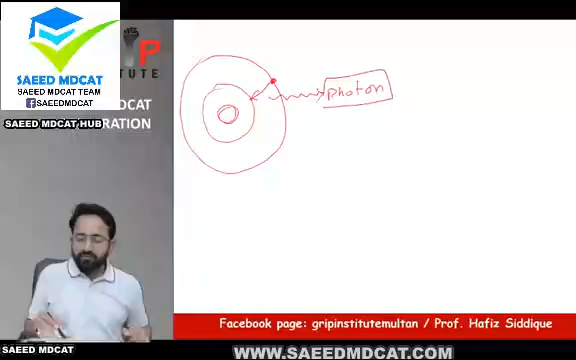 SAEED MDCAT
SAEED MDCAT TEAM
SAEEDMDCAT
SAEED MDCAT HUB
photon
Facebook page: gripinstitutemultan / Prof. Hafiz Siddique
SAEED MDCAT
WWW.SAEEDMDCAT.COM